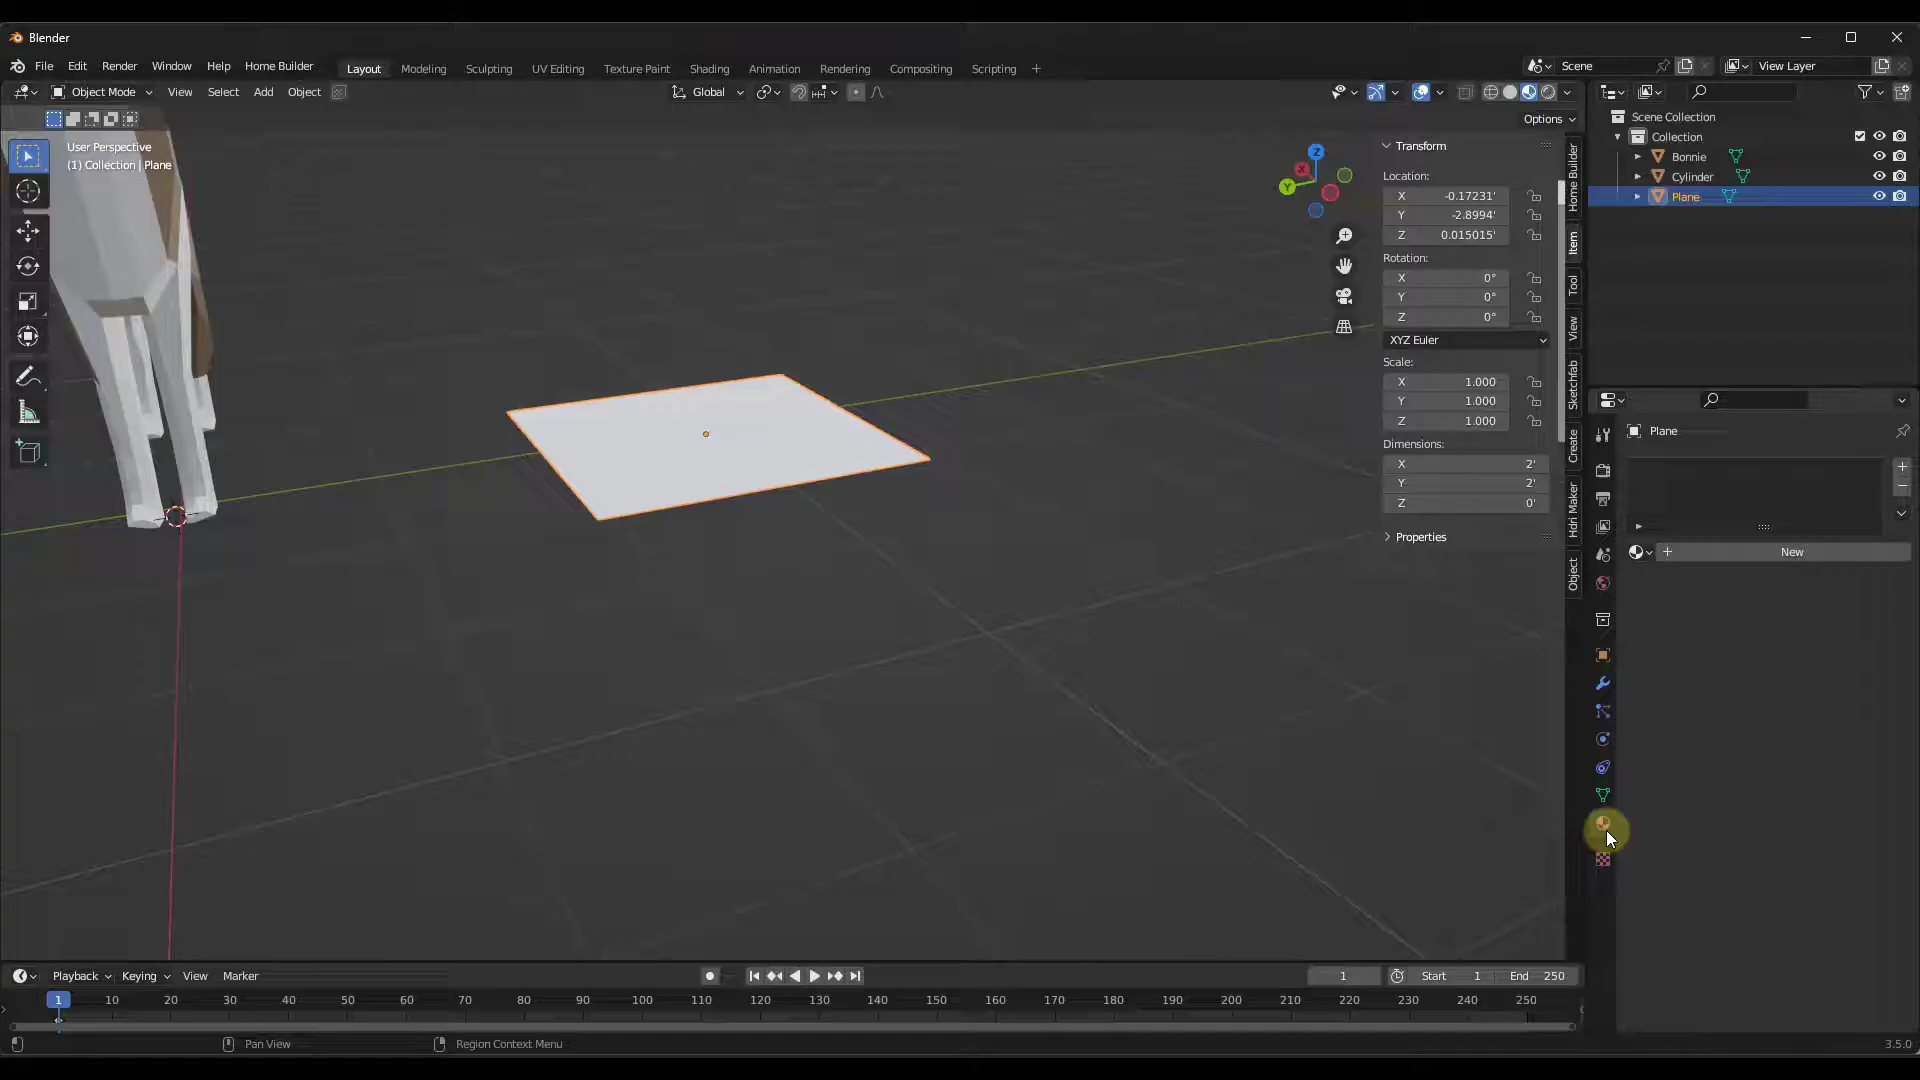 Blender
File Edit Render Window Help Home Builder Layout Modeling Sculpting UV Editing Texture Paint Shading Animation Rendering Compositing Scripting + Scene View Layer
Object Mode View Select Add Object Global
Options
User Perspective
(1) Collection | Plane
Transform
Location:
X -0.17231'
Y -2.8994'
Z 0.015015'
Rotation:
X 0°
Y 0°
Z 0°
XYZ Euler
Scale:
X 1.000
Y 1.000
Z 1.000
Dimensions:
X 2'
Y 2'
Z 0'
Properties
Z
X
Y
Home Builder
Item
Tool
View
Sketchfab
Create
Hdri Maker
Object
Scene Collection
Collection
Bonnie
Cylinder
Plane
Plane
+ New
Playback Keying View Marker 1 Start 1 End 250
1 10 20 30 40 50 60 70 80 90 100 110 120 130 140 150 160 170 180 190 200 210 220 230 240 250
Pan View Region Context Menu 3.5.0